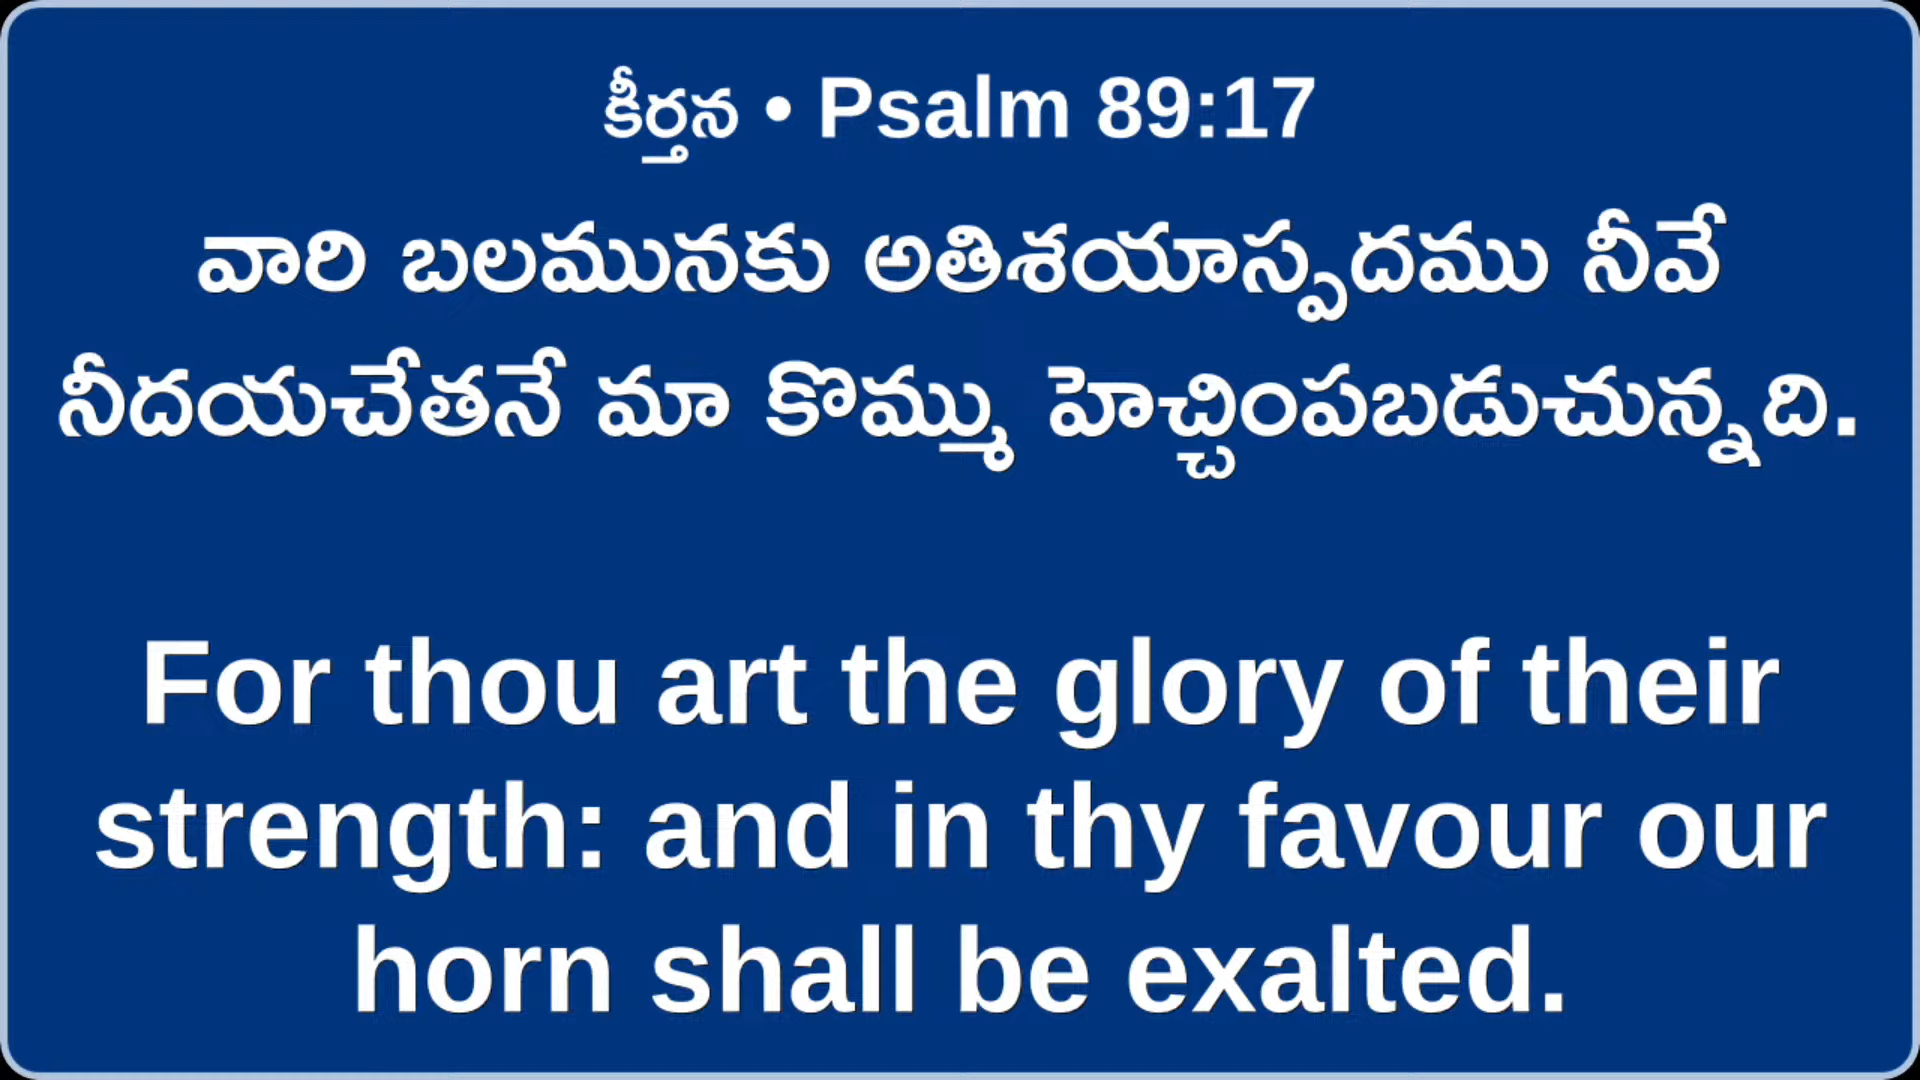 కీర్తన • Psalm 89:17
వారి బలమునకు అతిశయాస్పదము నీవే
నీదయచేతనే మా కొమ్ము హెచ్చింపబడుచున్నది.
For thou art the glory of their
strength: and in thy favour our
horn shall be exalted.